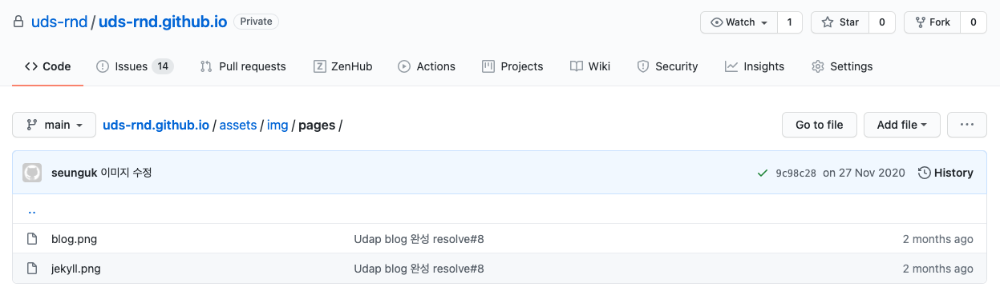 uds-rnd / uds-rnd.github.io Private Watch 1 Star 0 Fork 0
Code Issues 14 Pull requests ZenHub Actions Projects Wiki Security Insights Settings
main uds-rnd.github.io / assets / img / pages / Go to file Add file ...
seunguk 이미지 수정 9c98c28 on 27 Nov 2020 History
..
blog.png Udap blog 완성 resolve#8 2 months ago
jekyll.png Udap blog 완성 resolve#8 2 months ago